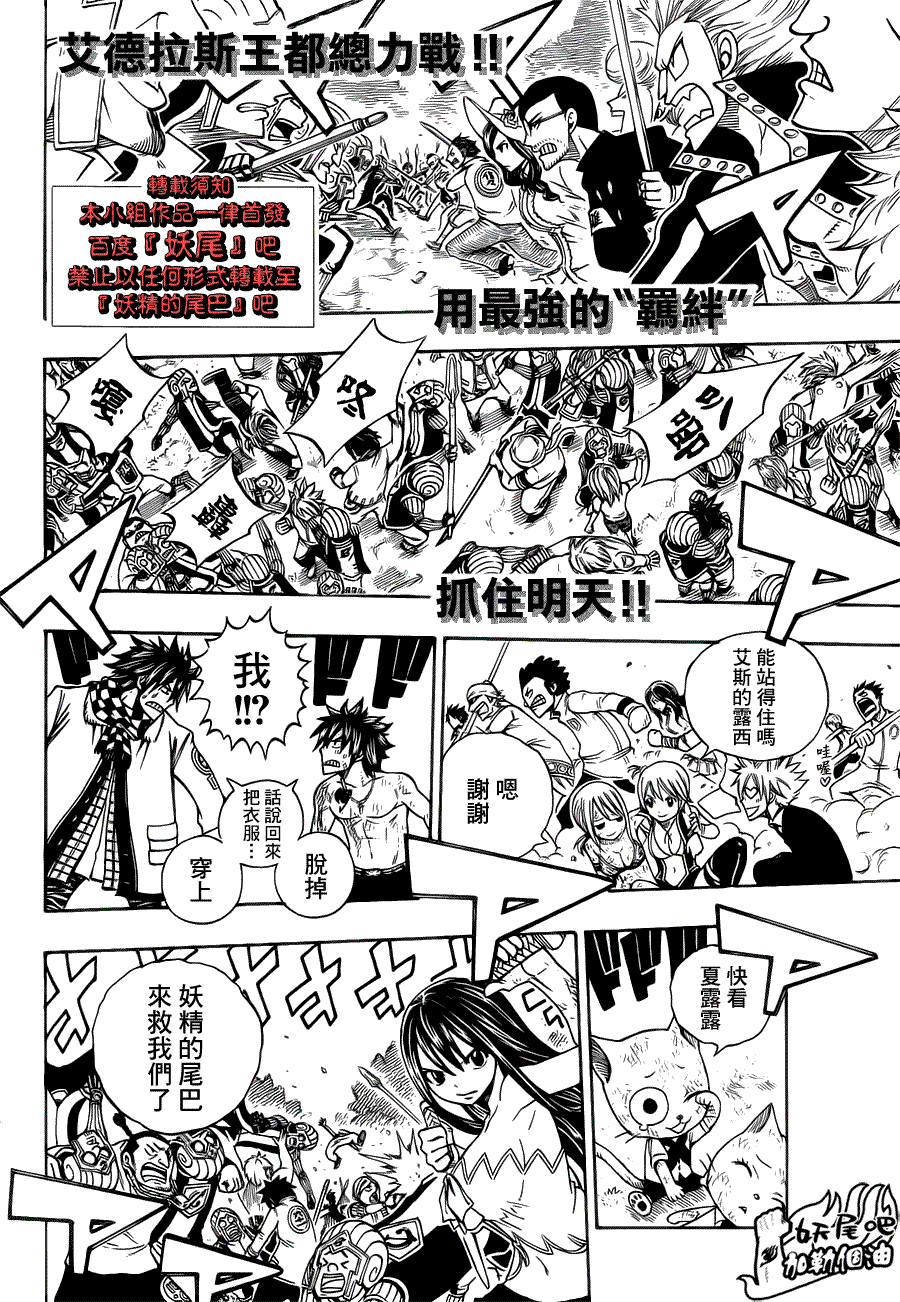 艾德拉斯王都總力戰!!
轉載須知
本小組作品一律首發
百度『妖尾』吧
禁止以任何形式轉載至
『妖精的尾巴』吧
用最強的“羈絆”
咚
抓住明天!!
能站得住嗎
艾斯的露西
哇喔♡
嗯
謝謝
我!!?
脫掉
話說回來
把衣服…
穿上
快看
夏露露
妖精的尾巴
來救我們了
妖尾吧
加勒個油